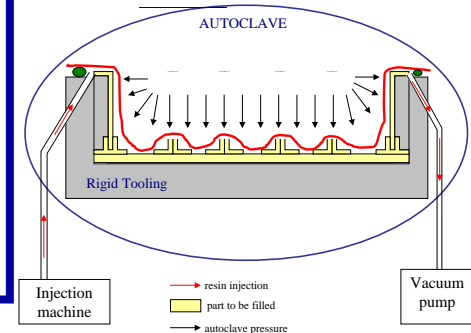 AUTOCLAVE
Rigid Tooling
Injection
machine
resin injection
part to be filled
autoclave pressure
Vacuum
pump